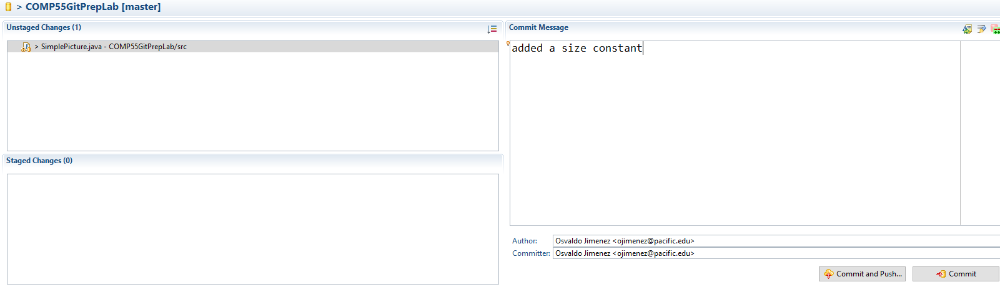 > COMP55GitPrepLab [master]
Unstaged Changes (1)
> SimplePicture.java - COMP55GitPrepLab/src
Staged Changes (0)
Commit Message
added a size constant
Author: Osvaldo Jimenez <ojimenez@pacific.edu>
Committer: Osvaldo Jimenez <ojimenez@pacific.edu>
Commit and Push... Commit